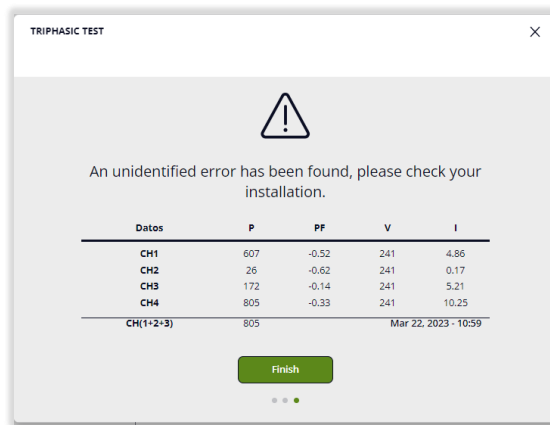 TRIPHASIC TEST
An unidentified error has been found, please check your
installation.
Datos P PF V I
CH1 607 -0.52 241 4.86
CH2 26 -0.62 241 0.17
CH3 172 -0.14 241 5.21
CH4 805 -0.33 241 10.25
CH(1+2+3) 805 Mar 22, 2023 - 10:59
Finish